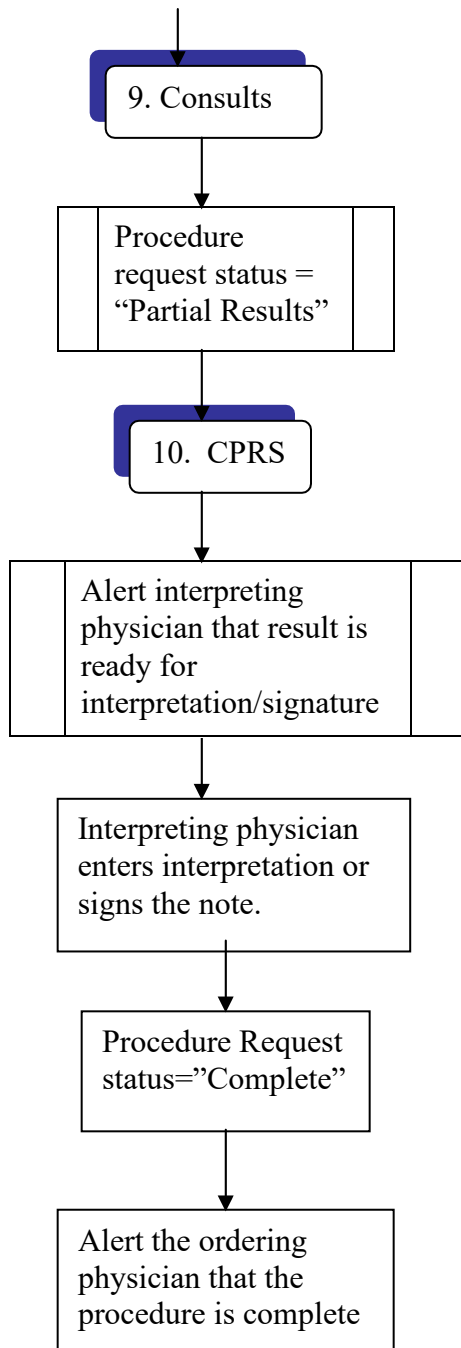 9. Consults
Procedure
request status =
“Partial Results”
10. CPRS
Alert interpreting
physician that result is
ready for
interpretation/signature
Interpreting physician
enters interpretation or
signs the note.
Procedure Request
status=”Complete”
Alert the ordering
physician that the
procedure is complete